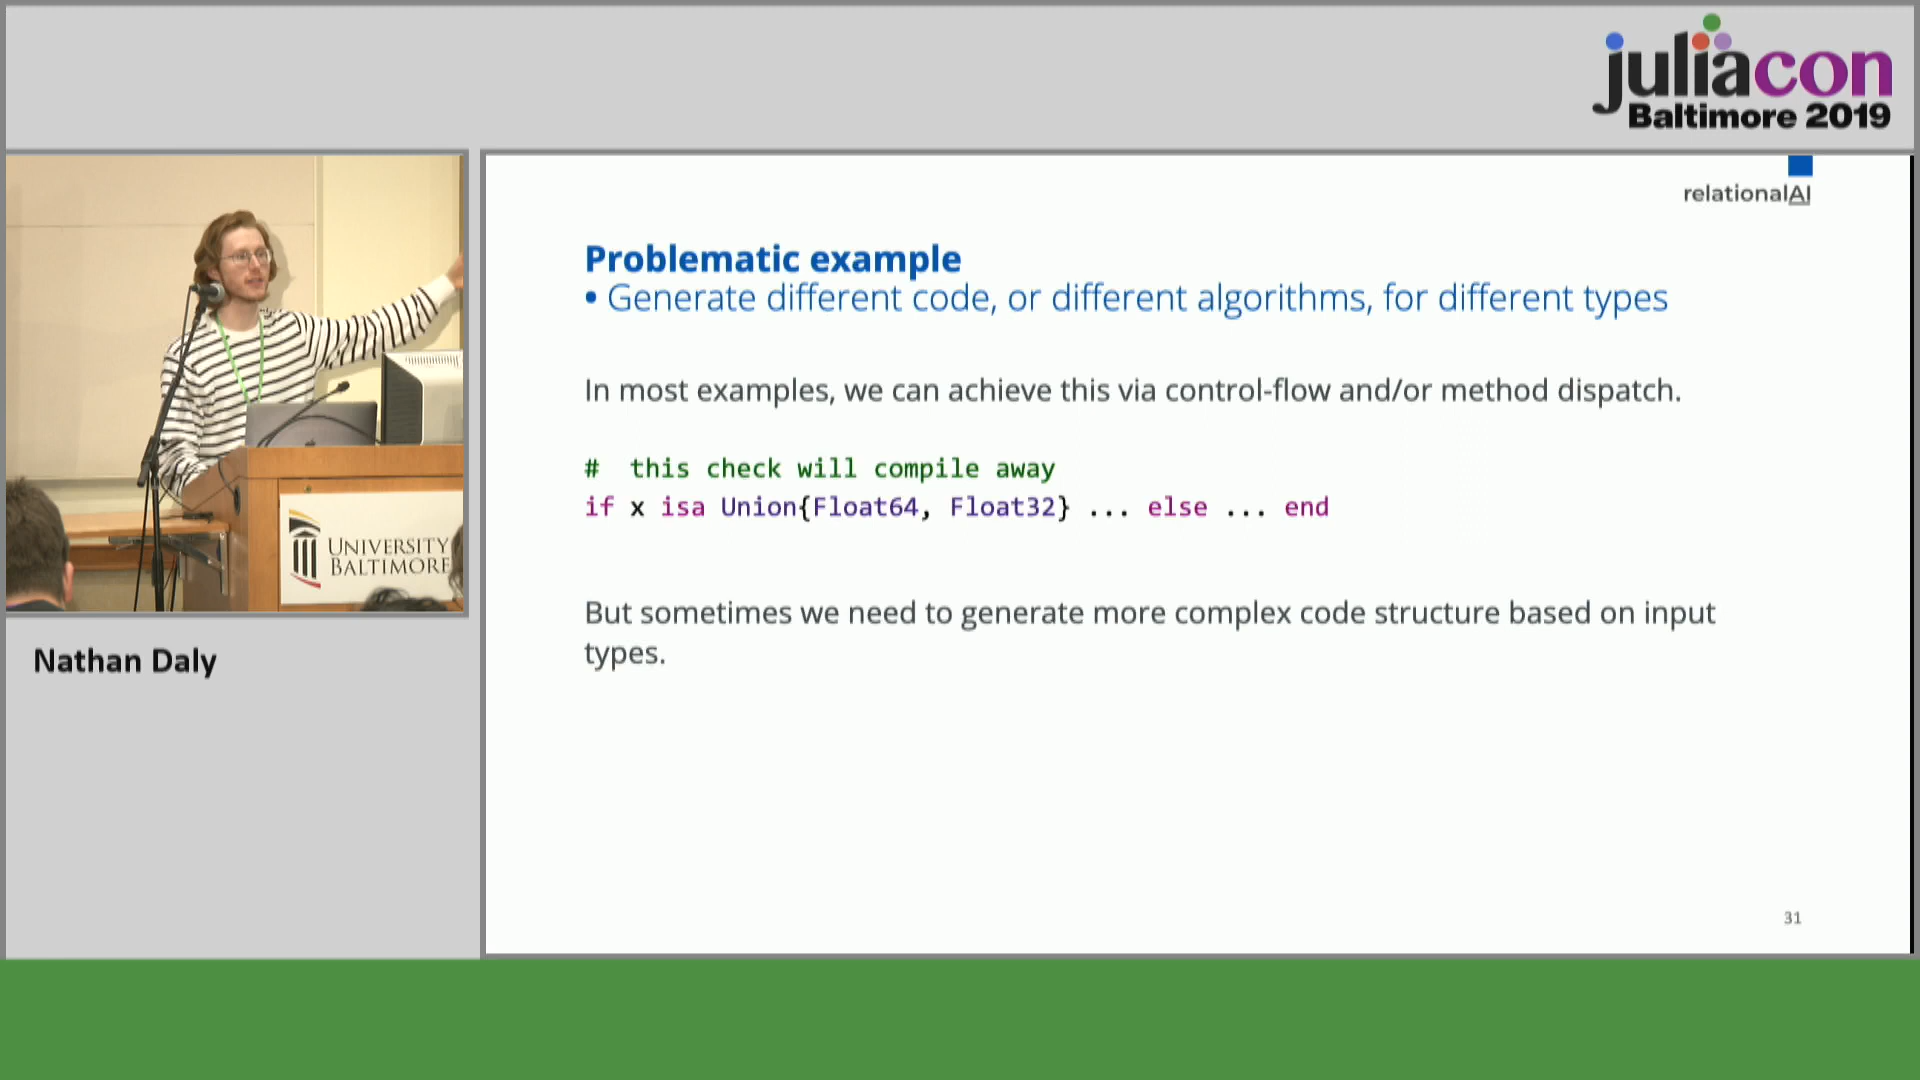 juliacon
Baltimore 2019
relationalAI
Problematic example
• Generate different code, or different algorithms, for different types
In most examples, we can achieve this via control-flow and/or method dispatch.
#  this check will compile away
if x isa Union{Float64, Float32} ... else ... end
But sometimes we need to generate more complex code structure based on input
types.
31
UNIVERSITY
BALTIMORE
Nathan Daly